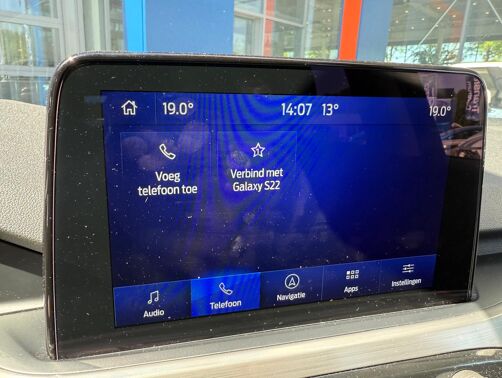 19.0° 14:07 13° 19.0°
Voeg
telefoon toe
Verbind met
Galaxy S22
Audio Telefoon Navigatie Apps Instellingen